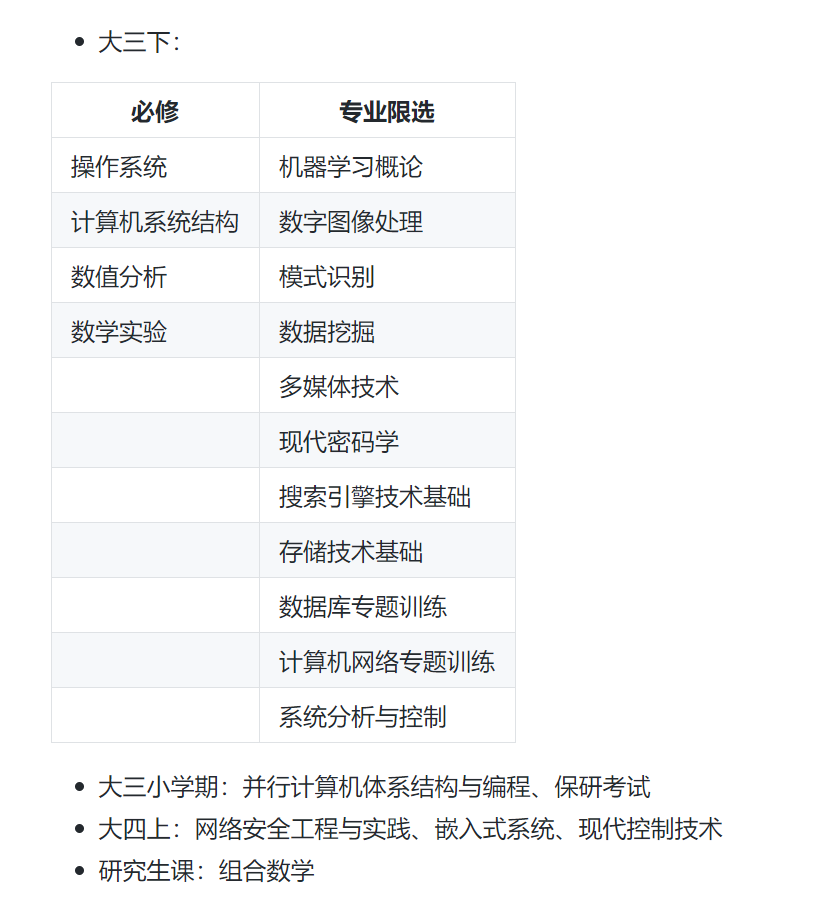 大三下：
必修 专业限选
操作系统 机器学习概论
计算机系统结构 数字图像处理
数值分析 模式识别
数学实验 数据挖掘
多媒体技术
现代密码学
搜索引擎技术基础
存储技术基础
数据库专题训练
计算机网络专题训练
系统分析与控制
大三小学期：并行计算机体系结构与编程、保研考试
大四上：网络安全工程与实践、嵌入式系统、现代控制技术
研究生课：组合数学